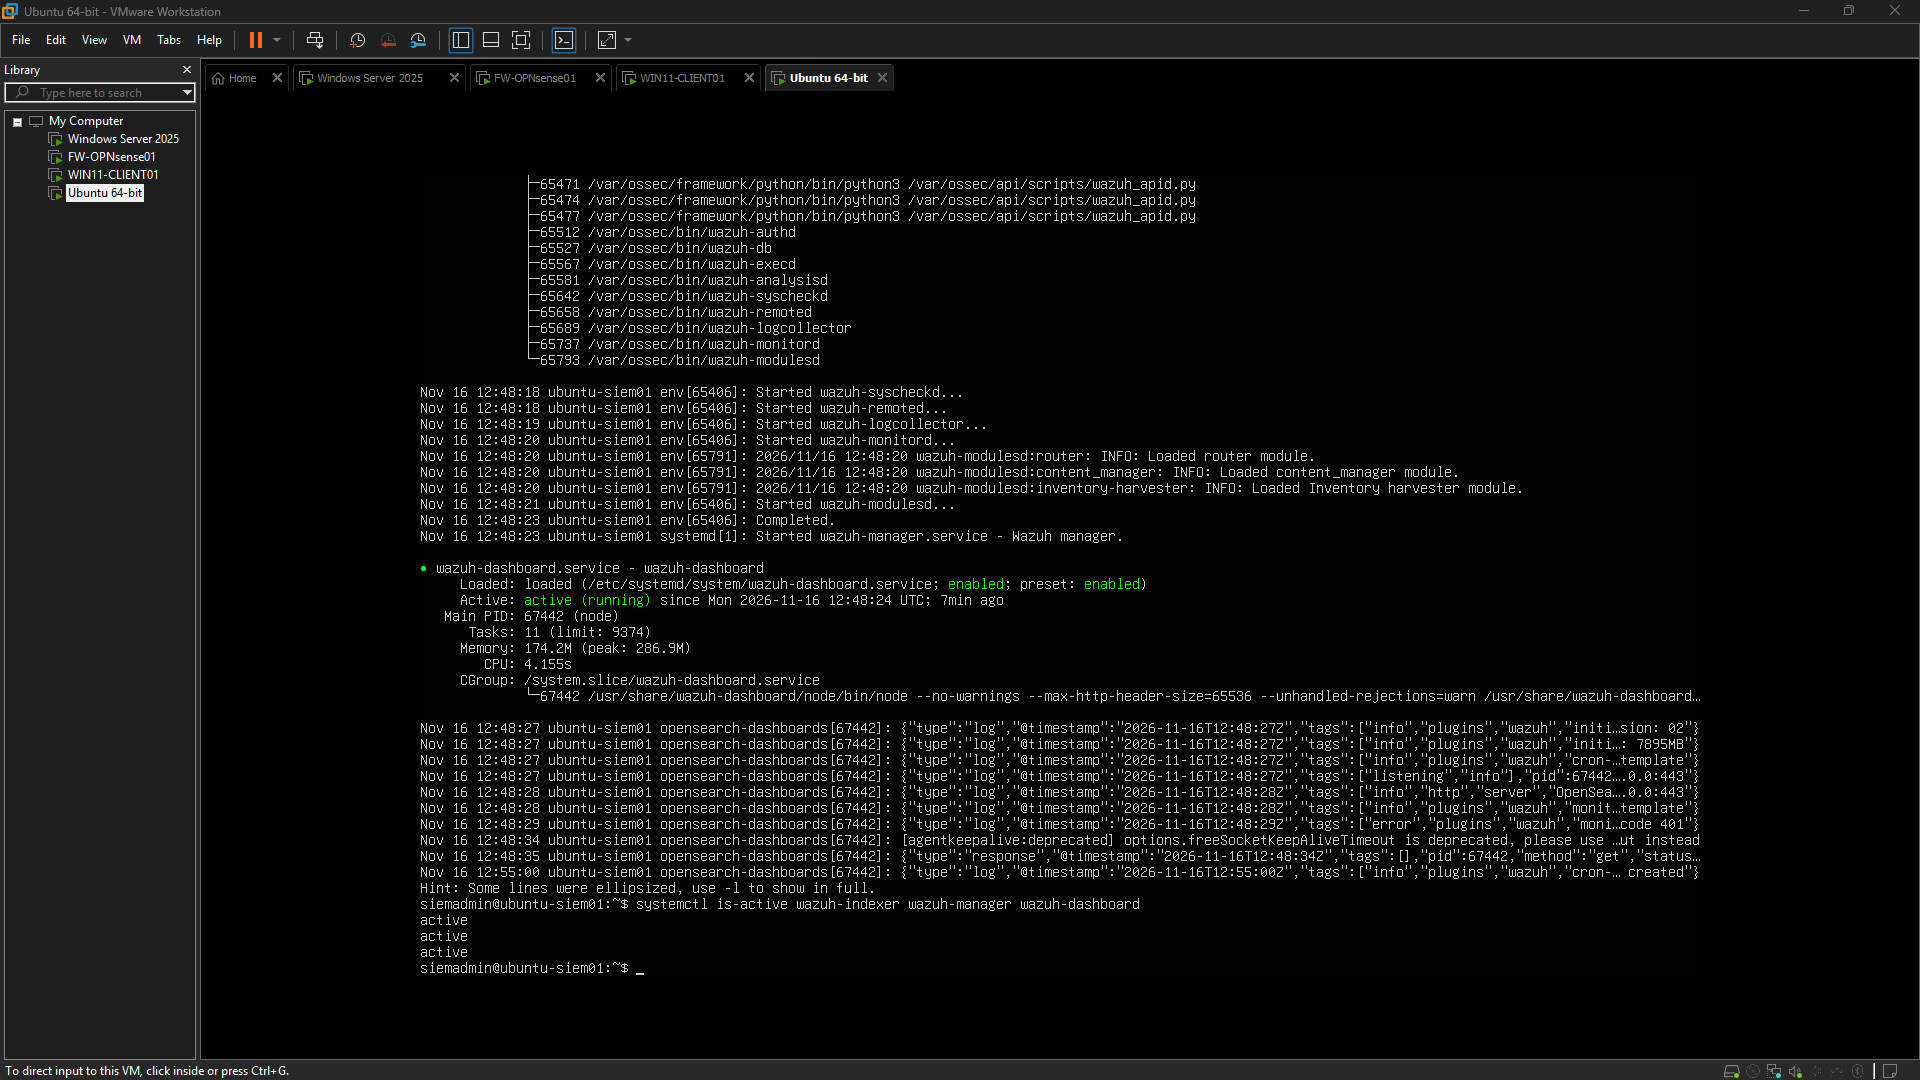 Ubuntu 64-bit - VMware Workstation
File Edit View VM Tabs Help
Library
Type here to search
My Computer
Windows Server 2025
FW-OPNsense01
WIN11-CLIENT01
Ubuntu 64-bit
Home Windows Server 2025 FW-OPNsense01 WIN11-CLIENT01 Ubuntu 64-bit
├─65471 /var/ossec/framework/python/bin/python3 /var/ossec/api/scripts/wazuh_apid.py
├─65474 /var/ossec/framework/python/bin/python3 /var/ossec/api/scripts/wazuh_apid.py
├─65477 /var/ossec/framework/python/bin/python3 /var/ossec/api/scripts/wazuh_apid.py
├─65512 /var/ossec/bin/wazuh-authd
├─65527 /var/ossec/bin/wazuh-db
├─65567 /var/ossec/bin/wazuh-execd
├─65581 /var/ossec/bin/wazuh-analysisd
├─65642 /var/ossec/bin/wazuh-syscheckd
├─65658 /var/ossec/bin/wazuh-remoted
├─65689 /var/ossec/bin/wazuh-logcollector
├─65737 /var/ossec/bin/wazuh-monitord
└─65793 /var/ossec/bin/wazuh-modulesd
Nov 16 12:48:18 ubuntu-siem01 env[65406]: Started wazuh-syscheckd...
Nov 16 12:48:18 ubuntu-siem01 env[65406]: Started wazuh-remoted...
Nov 16 12:48:19 ubuntu-siem01 env[65406]: Started wazuh-logcollector...
Nov 16 12:48:20 ubuntu-siem01 env[65406]: Started wazuh-monitord...
Nov 16 12:48:20 ubuntu-siem01 env[65791]: 2026/11/16 12:48:20 wazuh-modulesd:router: INFO: Loaded router module.
Nov 16 12:48:20 ubuntu-siem01 env[65791]: 2026/11/16 12:48:20 wazuh-modulesd:content_manager: INFO: Loaded content_manager module.
Nov 16 12:48:20 ubuntu-siem01 env[65791]: 2026/11/16 12:48:20 wazuh-modulesd:inventory-harvester: INFO: Loaded Inventory harvester module.
Nov 16 12:48:21 ubuntu-siem01 env[65406]: Started wazuh-modulesd...
Nov 16 12:48:23 ubuntu-siem01 env[65406]: Completed.
Nov 16 12:48:23 ubuntu-siem01 systemd[1]: Started wazuh-manager.service - Wazuh manager.
● wazuh-dashboard.service - wazuh-dashboard
Loaded: loaded (/etc/systemd/system/wazuh-dashboard.service; enabled; preset: enabled)
Active: active (running) since Mon 2026-11-16 12:48:24 UTC; 7min ago
Main PID: 67442 (node)
Tasks: 11 (limit: 9374)
Memory: 174.2M (peak: 286.9M)
CPU: 4.155s
CGroup: /system.slice/wazuh-dashboard.service
└─67442 /usr/share/wazuh-dashboard/node/bin/node --no-warnings --max-http-header-size=65536 --unhandled-rejections=warn /usr/share/wazuh-dashboard…
Nov 16 12:48:27 ubuntu-siem01 opensearch-dashboards[67442]: {"type":"log","@timestamp":"2026-11-16T12:48:27Z","tags":["info","plugins","wazuh","initi…sion: 02"}
Nov 16 12:48:27 ubuntu-siem01 opensearch-dashboards[67442]: {"type":"log","@timestamp":"2026-11-16T12:48:27Z","tags":["info","plugins","wazuh","initi…: 7895MB"}
Nov 16 12:48:27 ubuntu-siem01 opensearch-dashboards[67442]: {"type":"log","@timestamp":"2026-11-16T12:48:27Z","tags":["info","plugins","wazuh","cron-…template"}
Nov 16 12:48:27 ubuntu-siem01 opensearch-dashboards[67442]: {"type":"log","@timestamp":"2026-11-16T12:48:27Z","tags":["listening","info"],"pid":67442…0.0:443"}
Nov 16 12:48:28 ubuntu-siem01 opensearch-dashboards[67442]: {"type":"log","@timestamp":"2026-11-16T12:48:28Z","tags":["info","http","server","OpenSea…0.0:443"}
Nov 16 12:48:28 ubuntu-siem01 opensearch-dashboards[67442]: {"type":"log","@timestamp":"2026-11-16T12:48:28Z","tags":["info","plugins","wazuh","monit…template"}
Nov 16 12:48:29 ubuntu-siem01 opensearch-dashboards[67442]: {"type":"log","@timestamp":"2026-11-16T12:48:29Z","tags":["error","plugins","wazuh","moni…code 401"}
Nov 16 12:48:34 ubuntu-siem01 opensearch-dashboards[67442]: [agentkeepalive:deprecated] options.freeSocketKeepAliveTimeout is deprecated, please use …ut instead
Nov 16 12:48:35 ubuntu-siem01 opensearch-dashboards[67442]: {"type":"response","@timestamp":"2026-11-16T12:48:34Z","tags":[],"pid":67442,"method":"get","status…
Nov 16 12:55:00 ubuntu-siem01 opensearch-dashboards[67442]: {"type":"log","@timestamp":"2026-11-16T12:55:00Z","tags":["info","plugins","wazuh","cron-… created"}
Hint: Some lines were ellipsized, use -l to show in full.
siemadmin@ubuntu-siem01:~$ systemctl is-active wazuh-indexer wazuh-manager wazuh-dashboard
active
active
active
siemadmin@ubuntu-siem01:~$ _
To direct input to this VM, click inside or press Ctrl+G.